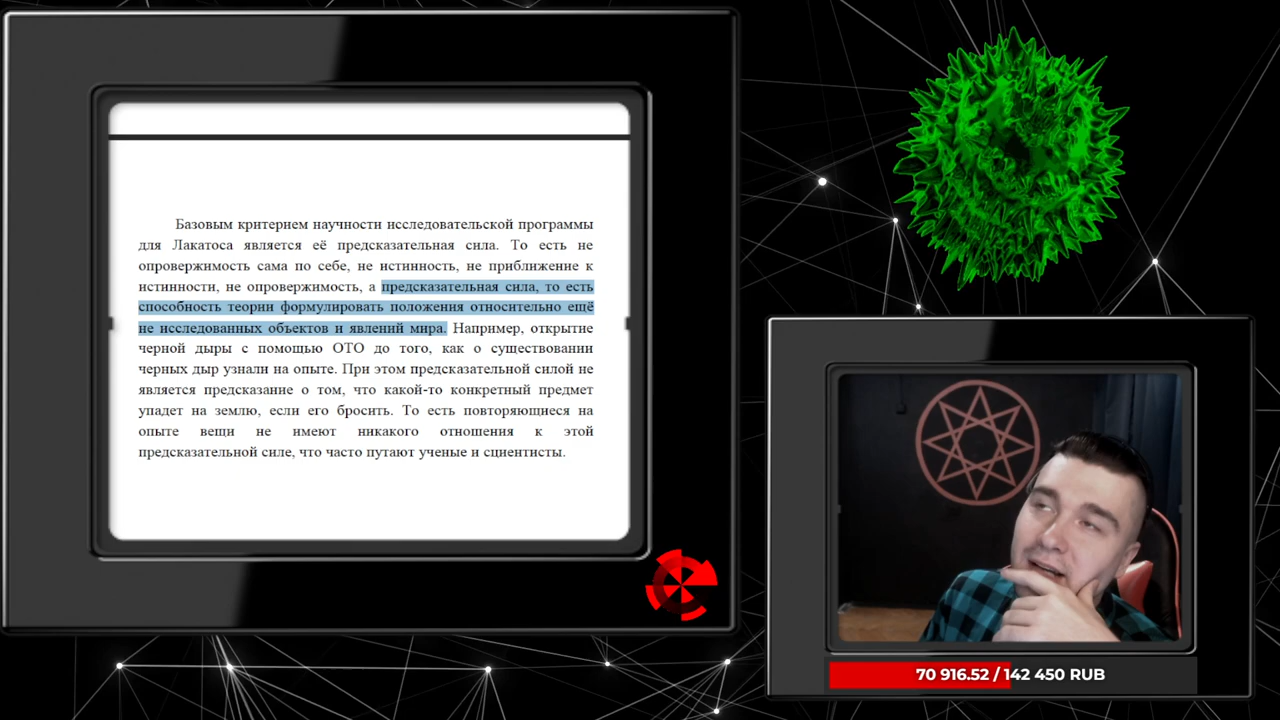 Базовым критерием научности исследовательской программы
для Лакатоса является её предсказательная сила. То есть не
опровержимость сама по себе, не истинность, не приближение к
истинности, не опровержимость, а предсказательная сила, то есть
способность теории формулировать положения относительно ещё
не исследованных объектов и явлений мира. Например, открытие
черной дыры с помощью ОТО до того, как о существовании
черных дыр узнали на опыте. При этом предсказательной силой не
является предсказание о том, что какой-то конкретный предмет
упадет на землю, если его бросить. То есть повторяющиеся на
опыте вещи не имеют никакого отношения к этой
предсказательной силе, что часто путают ученые и сциентисты.
70 916.52 / 142 450 RUB